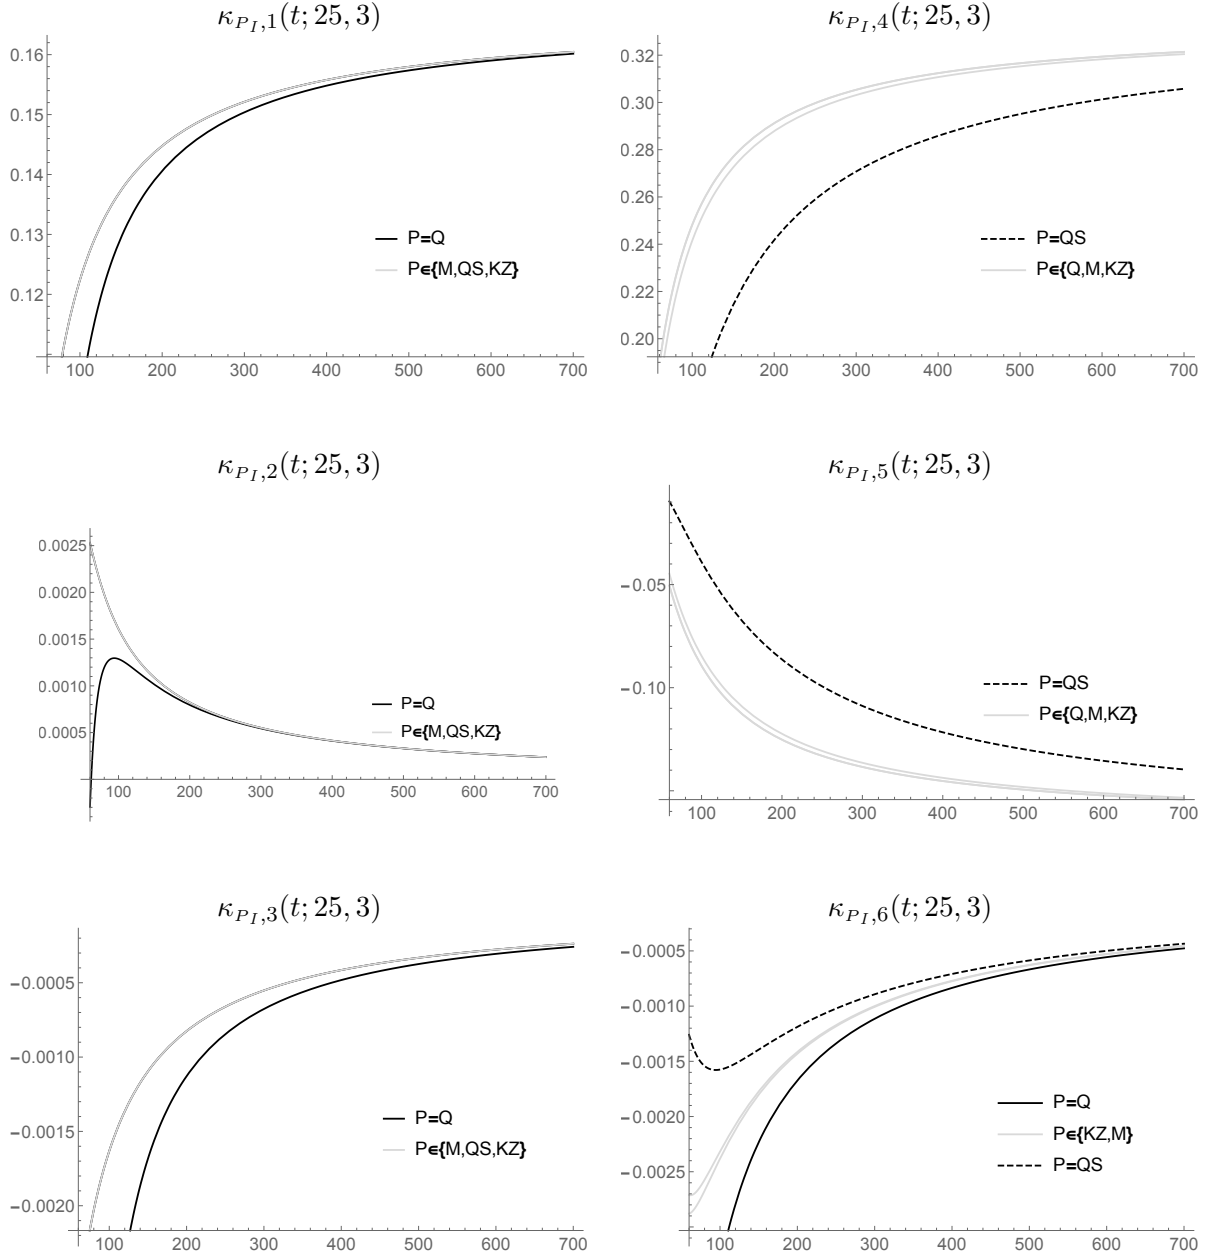 κ_{P_I,1}(t; 25, 3)
0.16
0.15
0.14
0.13
0.12
100 200 300 400 500 600 700
P=Q
P∈{M,QS,KZ}
κ_{P_I,4}(t; 25, 3)
0.32
0.30
0.28
0.26
0.24
0.22
0.20
100 200 300 400 500 600 700
P=QS
P∈{Q,M,KZ}
κ_{P_I,2}(t; 25, 3)
0.0025
0.0020
0.0015
0.0010
0.0005
100 200 300 400 500 600 700
P=Q
P∈{M,QS,KZ}
κ_{P_I,5}(t; 25, 3)
−0.05
−0.10
100 200 300 400 500 600 700
P=QS
P∈{Q,M,KZ}
κ_{P_I,3}(t; 25, 3)
−0.0005
−0.0010
−0.0015
−0.0020
100 200 300 400 500 600 700
P=Q
P∈{M,QS,KZ}
κ_{P_I,6}(t; 25, 3)
−0.0005
−0.0010
−0.0015
−0.0020
−0.0025
100 200 300 400 500 600 700
P=Q
P∈{KZ,M}
P=QS